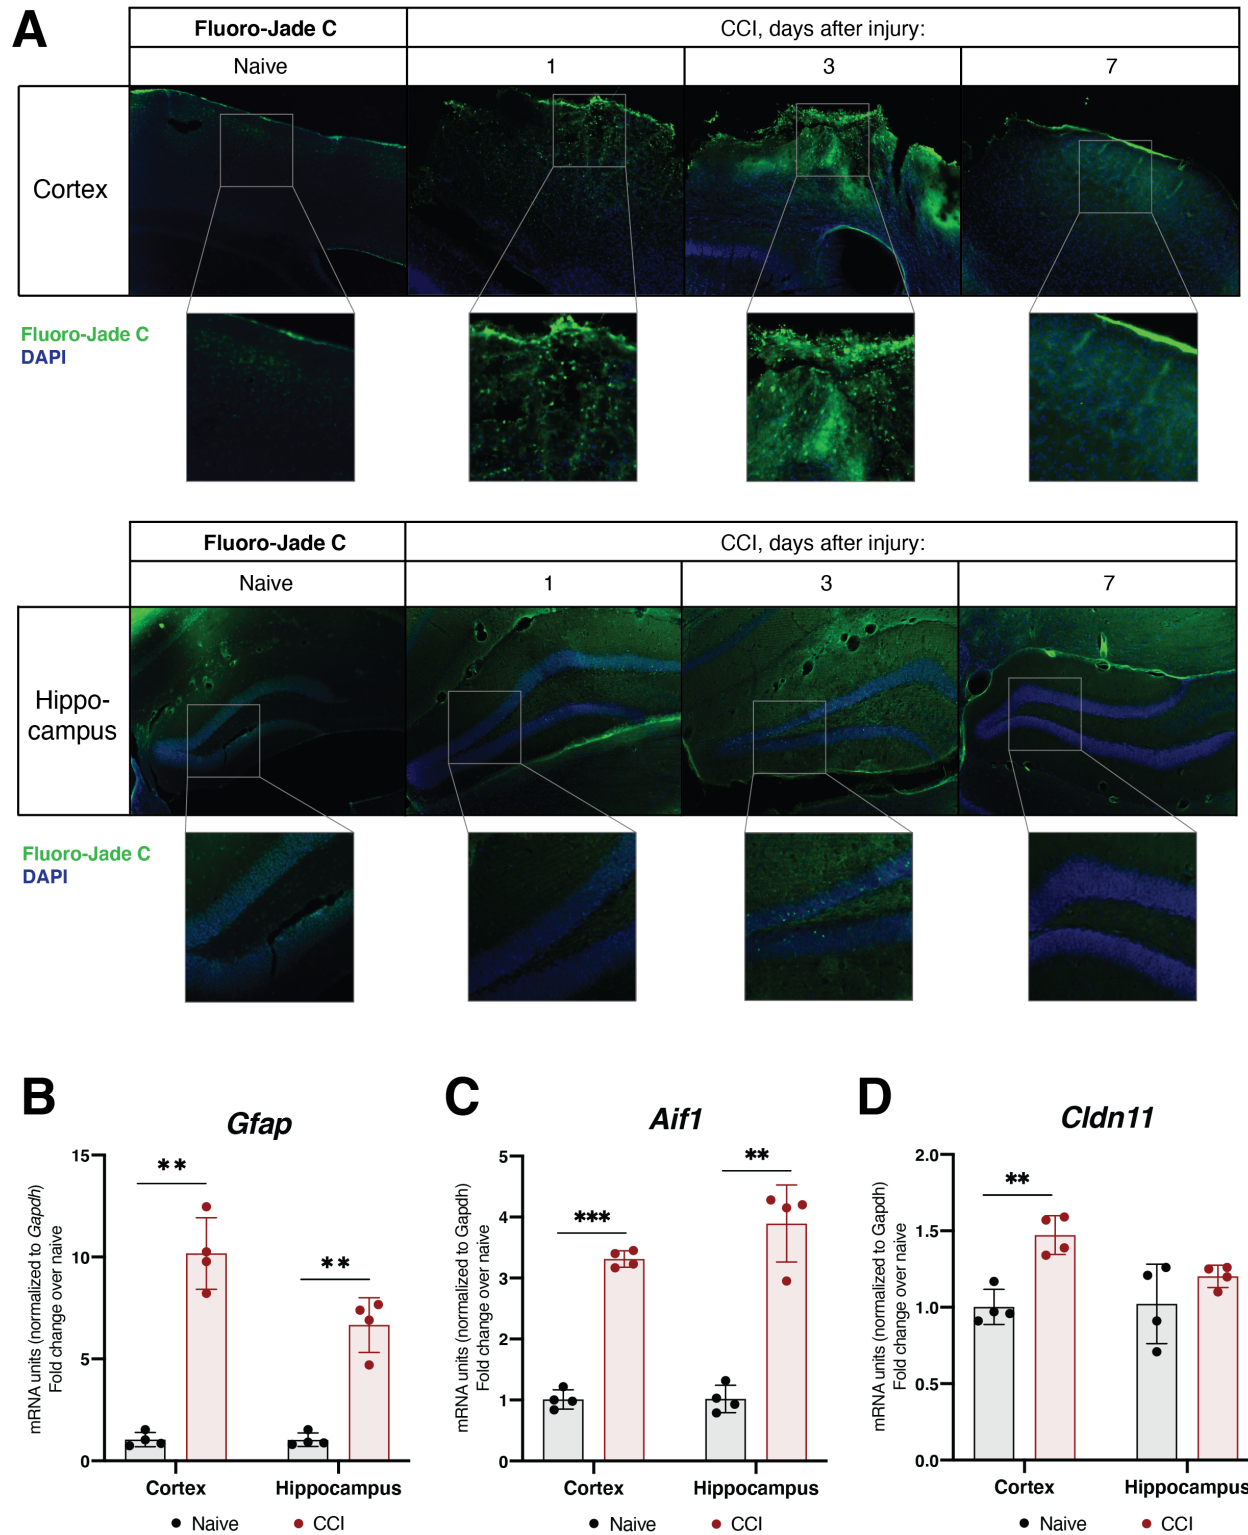 A
Fluoro-Jade C
CCI, days after injury:
Naive
1
3
7
Cortex
Fluoro-Jade C
DAPI
Fluoro-Jade C
CCI, days after injury:
Naive
1
3
7
Hippo-
campus
Fluoro-Jade C
DAPI
B
Gfap
mRNA units (normalized to Gapdh)
Fold change over naive
15
10
5
0
**
**
Cortex
Hippocampus
Naive
CCI
C
Aif1
mRNA units (normalized to Gapdh)
Fold change over naive
5
4
3
2
1
0
***
**
Cortex
Hippocampus
Naive
CCI
D
Cldn11
mRNA units (normalized to Gapdh)
Fold change over naive
2.0
1.5
1.0
0.5
0.0
**
Cortex
Hippocampus
Naive
CCI